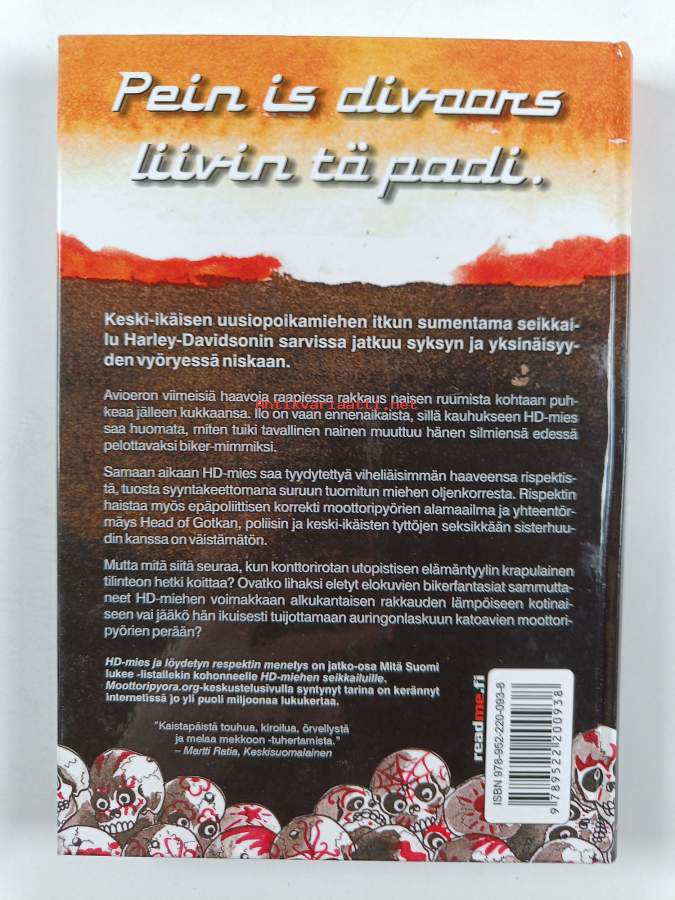 Pein is divaars
liivin tä padi.
Keski-ikäisen uusiopoikamiehen itkun sumentama seikkai-
lu Harley-Davidsonin sarvissa jatkuu syksyn ja yksinäisyy-
den vyöryessä niskaan.
Avioeron viimeisiä haavoja raapiessa rakkaus naisen ruumista kohtaan puh-
keaa jälleen kukkaansa. Ilo on vaan ennenaikaista, sillä kauhukseen HD-mies
saa huomata, miten tuiki tavallinen nainen muuttuu hänen silmiensä edessä
pelottavaksi biker-mimmiksi.
Antikvariaatti.net
Samaan aikaan HD-mies saa tyydytettyä viheliäisimmän haaveensa rispektis-
tä, tuosta syyntakeettomana suruun tuomitun miehen oljenkorresta. Rispektin
haistaa myös epäpoliittisen korrekti moottoripyörien alamaailma ja yhteentör-
mäys Head of Gotkan, poliisin ja keski-ikäisten tyttöjen seksikkään sisterhuu-
din kanssa on väistämätön.
Mutta mitä siitä seuraa, kun konttorirotan utopistisen elämäntyylin krapulainen
tilinteon hetki koittaa? Ovatko lihaksi eletyt elokuvien bikerfantasiat sammutta-
neet HD-miehen voimakkaan alkukantaisen rakkauden lämpöiseen kotinai-
seen vai jääkö hän ikuisesti tuijottamaan auringonlaskuun katoavien moottori-
pyörien perään?
HD-mies ja löydetyn respektin menetys on jatko-osa Mitä Suomi
lukee -listallekin kohonneelle HD-miehen seikkailuille.
Moottoripyora.org-keskustelusivulla syntynyt tarina on kerännyt
internetissä jo yli puoli miljoonaa lukukertaa.
"Kaistapäistä touhua, kiroilua, örvellystä
ja melaa mekkoon -tuhertamista."
– Martti Ratia, Keskisuomalainen
readme.fi
ISBN 978-952-220-093-8
9 789522 200938